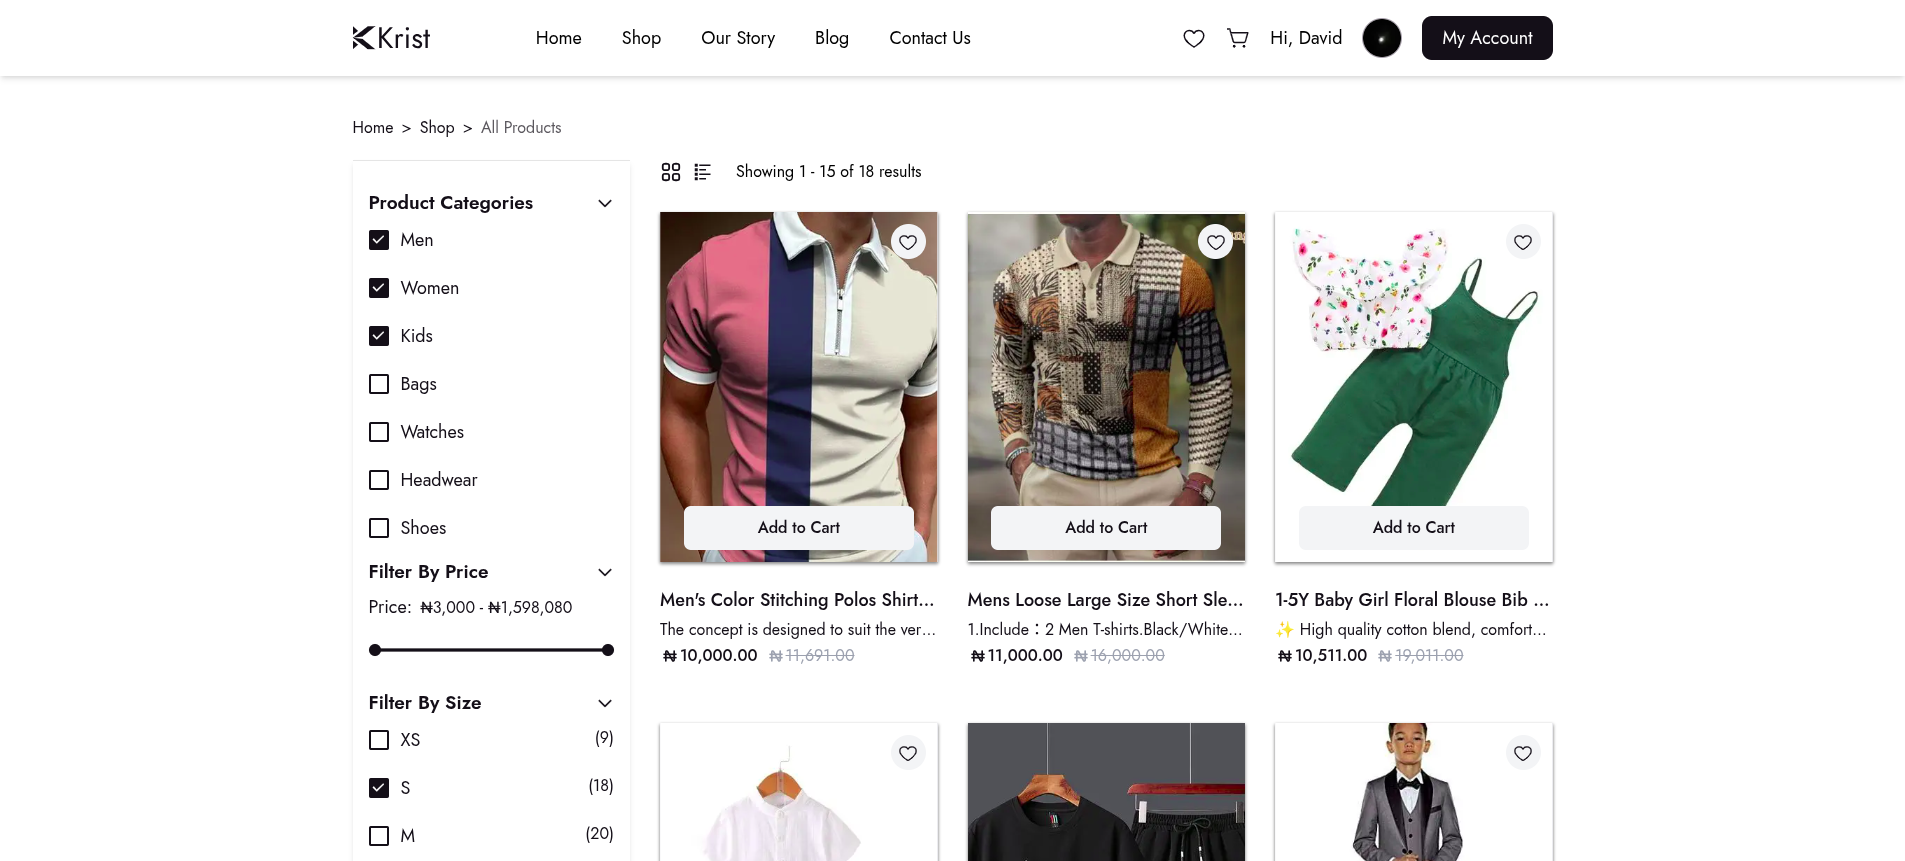 Krist
Home
Shop
Our Story
Blog
Contact Us
Hi, David
My Account
Home > Shop > All Products
Product Categories
Men
Women
Kids
Bags
Watches
Headwear
Shoes
Filter By Price
Price: ₦3,000 - ₦1,598,080
Filter By Size
XS (9)
S (18)
M (20)
Showing 1 - 15 of 18 results
Add to Cart
Men's Color Stitching Polos Shirt...
The concept is designed to suit the ver...
₦ 10,000.00 ₦ 11,691.00
Add to Cart
Mens Loose Large Size Short Sle...
1.Include：2 Men T-shirts.Black/White...
₦ 11,000.00 ₦ 16,000.00
Add to Cart
1-5Y Baby Girl Floral Blouse Bib ...
✨ High quality cotton blend, comfort...
₦ 10,511.00 ₦ 19,011.00